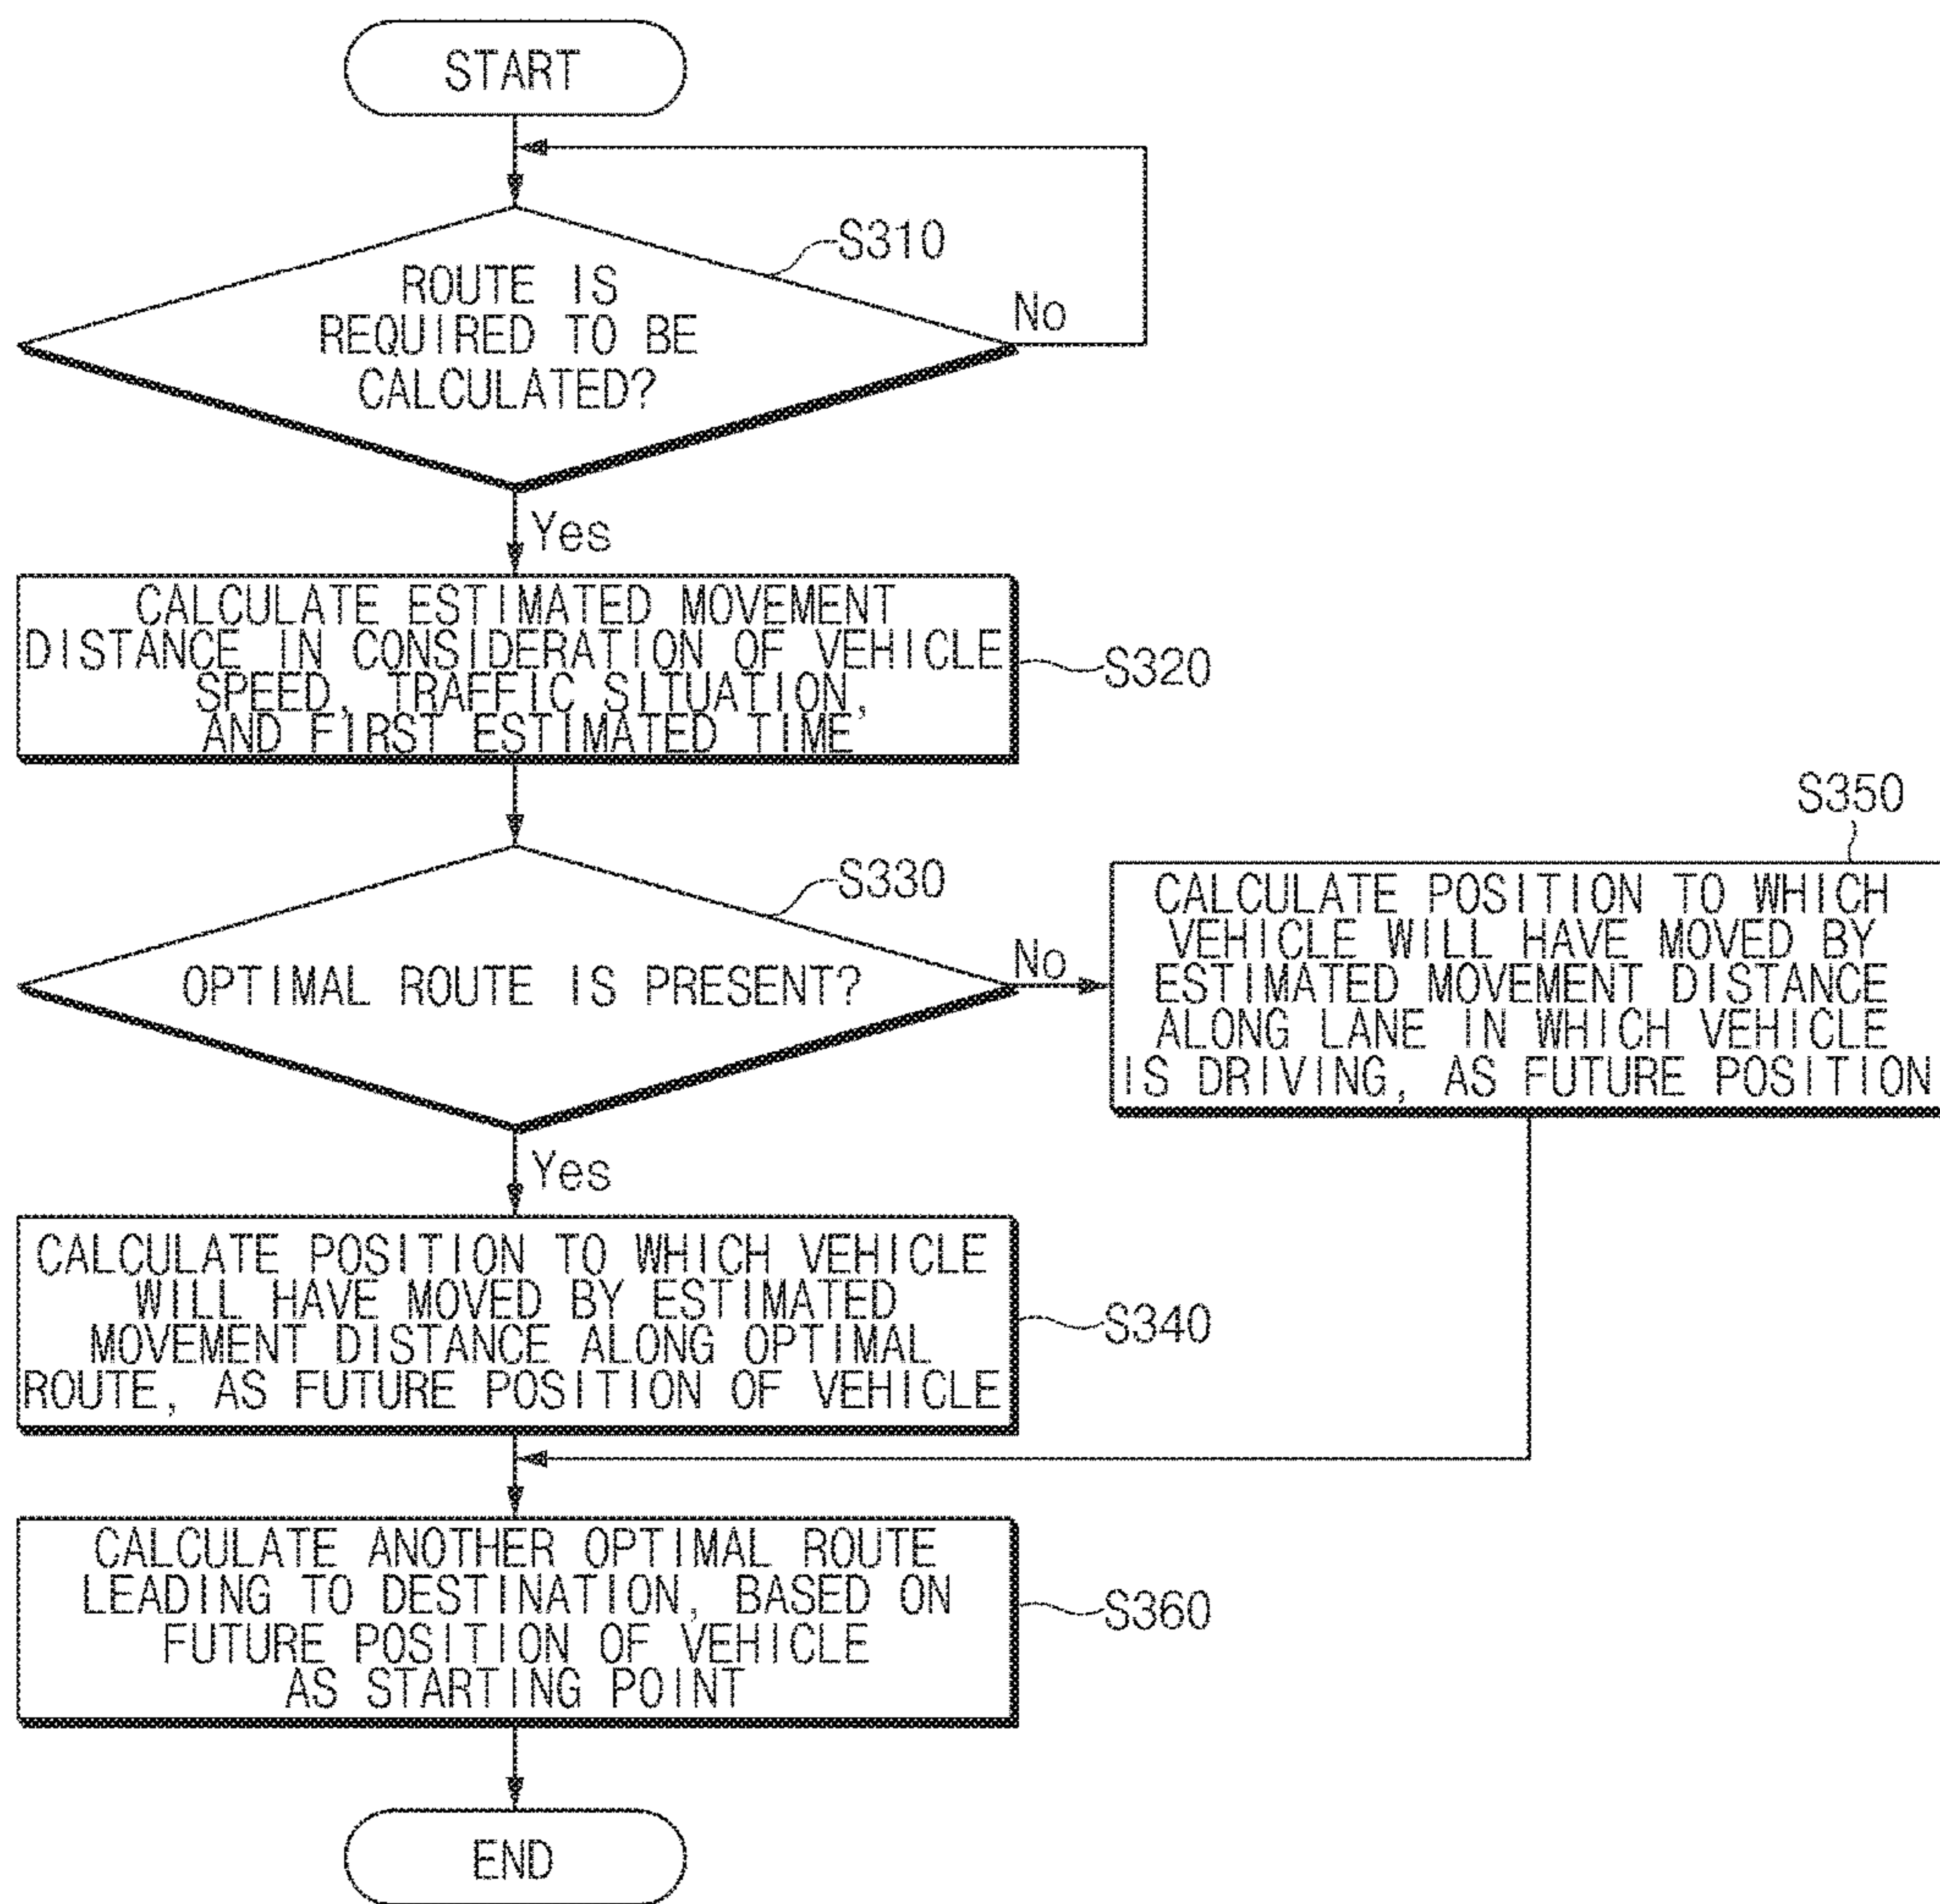 START
S310
ROUTE IS
REQUIRED TO BE
CALCULATED?
No
Yes
CALCULATE ESTIMATED MOVEMENT
DISTANCE IN CONSIDERATION OF VEHICLE
SPEED, TRAFFIC SITUATION,
AND FIRST ESTIMATED TIME
S320
S330
OPTIMAL ROUTE IS PRESENT?
No
S350
CALCULATE POSITION TO WHICH
VEHICLE WILL HAVE MOVED BY
ESTIMATED MOVEMENT DISTANCE
ALONG LANE IN WHICH VEHICLE
IS DRIVING, AS FUTURE POSITION
Yes
CALCULATE POSITION TO WHICH VEHICLE
WILL HAVE MOVED BY ESTIMATED
MOVEMENT DISTANCE ALONG OPTIMAL
ROUTE, AS FUTURE POSITION OF VEHICLE
S340
CALCULATE ANOTHER OPTIMAL ROUTE
LEADING TO DESTINATION, BASED ON
FUTURE POSITION OF VEHICLE
AS STARTING POINT
S360
END